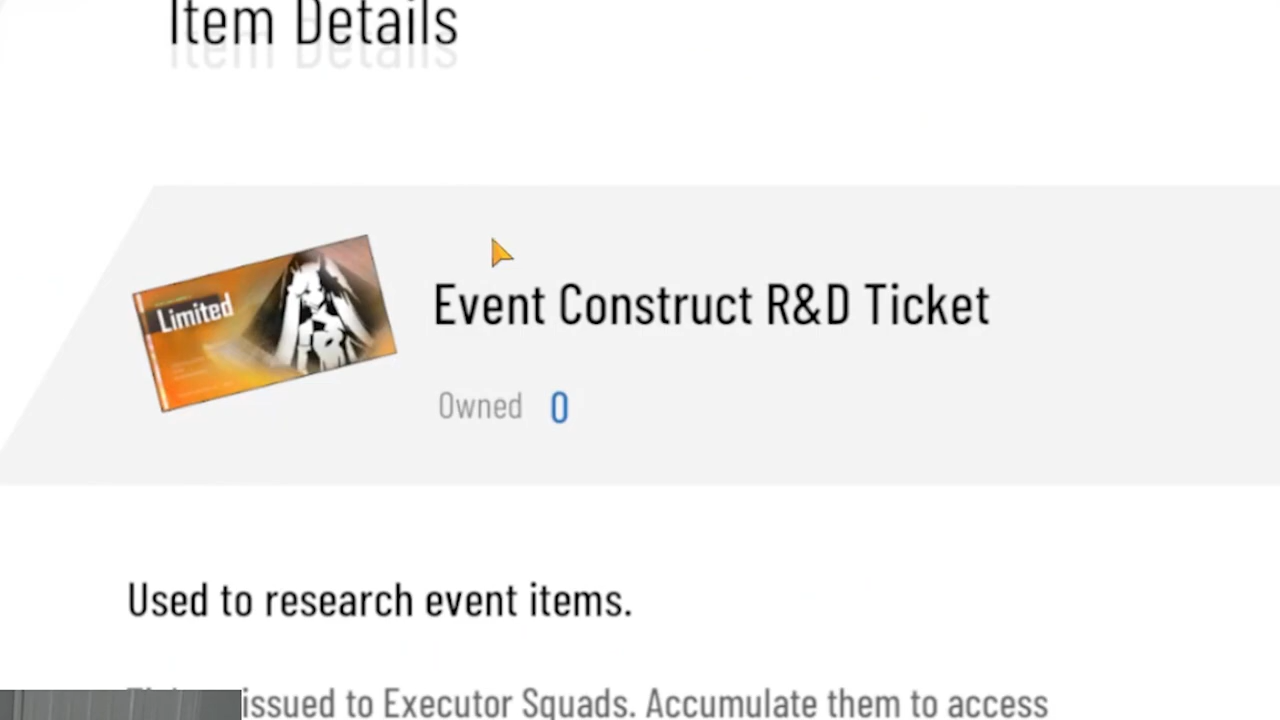 Item Details
Limited
Event Construct R&D Ticket
Owned 0
Used to research event items.
issued to Executor Squads. Accumulate them to access